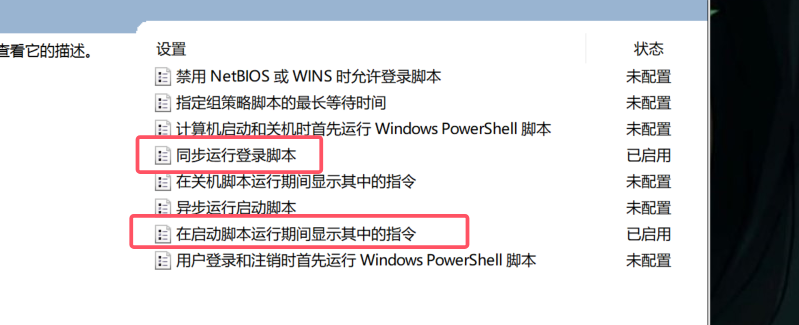 查看它的描述。
设置 状态
禁用 NetBIOS 或 WINS 时允许登录脚本 未配置
指定组策略脚本的最长等待时间 未配置
计算机启动和关机时首先运行 Windows PowerShell 脚本 未配置
同步运行登录脚本 已启用
在关机脚本运行期间显示其中的指令 未配置
异步运行启动脚本 未配置
在启动脚本运行期间显示其中的指令 已启用
用户登录和注销时首先运行 Windows PowerShell 脚本 未配置